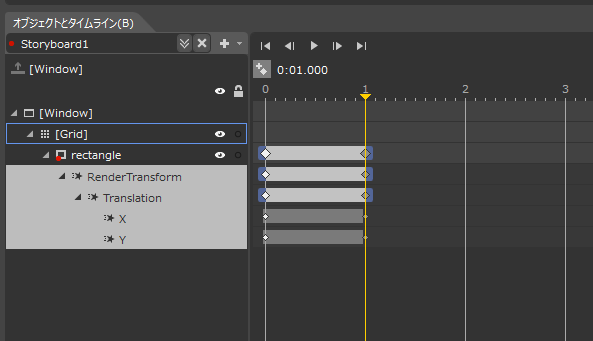 オブジェクトとタイムライン(B)
Storyboard1
[Window]
0:01.000
0 1 2 3
[Window]
[Grid]
rectangle
RenderTransform
Translation
X
Y